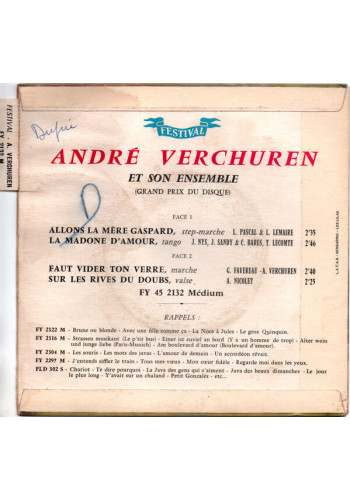 FESTIVAL
ANDRÉ VERCHUREN
ET SON ENSEMBLE
(GRAND PRIX DU DISQUE)
FACE 1
ALLONS LA MÈRE GASPARD, step-marche L. PASCAL & L. LEMAIRE 2'35
LA MADONE D'AMOUR, tango J. NYS, J. SANDY & C. RABES, T. LECOMTE 2'46
FACE 2
FAUT VIDER TON VERRE, marche G. FAVEREAU - A. VERCHUREN 2'40
SUR LES RIVES DU DOUBS, valse A. NICOLET 2'25
FY 45 2132 Médium
RAPPELS :
FY 2122 M - Brune ou blonde - Avec une fille comme ça - La Noce à Jules - Le gros Quinquin.
FY 2116 M - Strassen musikant (Le p'tit bas) - Einer ist zuviel an bord (Y a un homme de trop) - Alter wein
und junge liebe (Paris-Munich) - Am boulevard d'amour (Boulevard d'amour).
FY 2304 M - Les souris - Les mots des javas - L'amour de demain - Un accordéon rêvait.
FY 2297 M - J'entends siffler le train - Tous mes vœux - Mon cœur fidèle - Regarde moi dans les yeux.
FLD 302 S - Chariot - Te dire pourquoi - La Java des gens qui s'aiment - Java des beaux dimanches - Le jour
le plus long - Y'avait sur un chaland - Petit Gonzalès - etc...
FESTIVAL - A. VERCHUREN
FY 2132 M